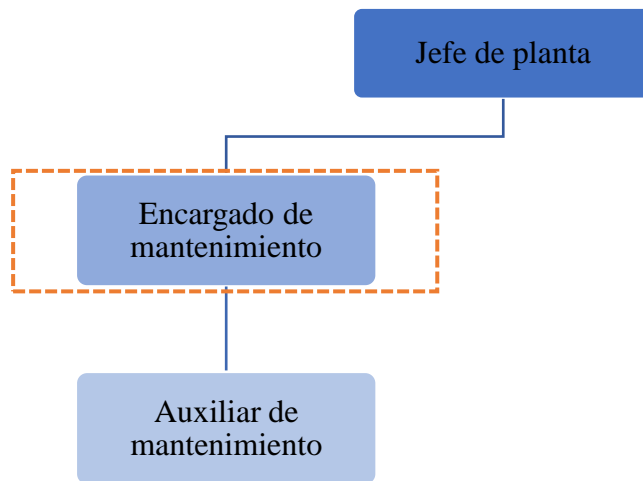 Jefe de planta
Encargado de
mantenimiento
Auxiliar de
mantenimiento